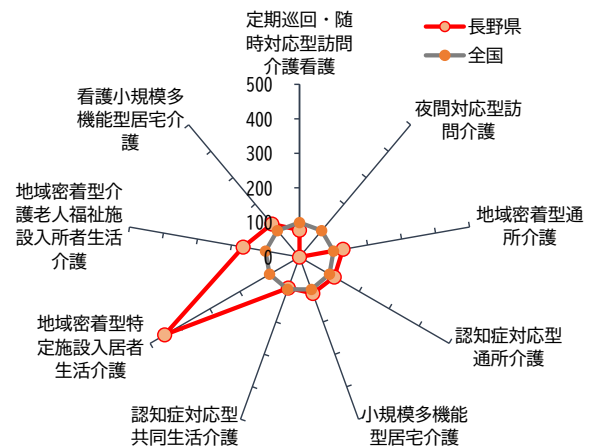 定期巡回・随
時対応型訪問
介護看護
長野県
全国
500
400
300
200
100
0
夜間対応型訪
問介護
地域密着型通
所介護
認知症対応型
通所介護
小規模多機能
型居宅介護
認知症対応型
共同生活介護
地域密着型特
定施設入居者
生活介護
地域密着型介
護老人福祉施
設入所者生活
介護
看護小規模多
機能型居宅介
護